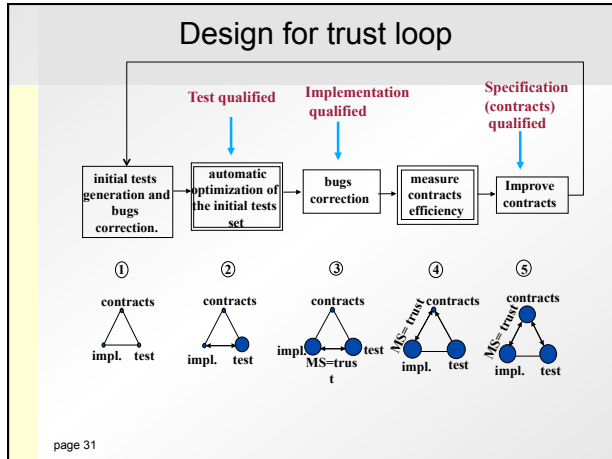 Design for trust loop
Test qualified
Implementation
qualified
Specification
(contracts)
qualified
initial tests
generation and
bugs
correction.
automatic
optimization of
the initial tests
set
bugs
correction
measure
contracts
efficiency
Improve
contracts
1
2
3
4
5
contracts
impl.
test
contracts
impl.
test
contracts
impl.
test
MS=trus
t
contracts
MS= trust
impl.
test
contracts
MS= trust
impl.
test
page 31